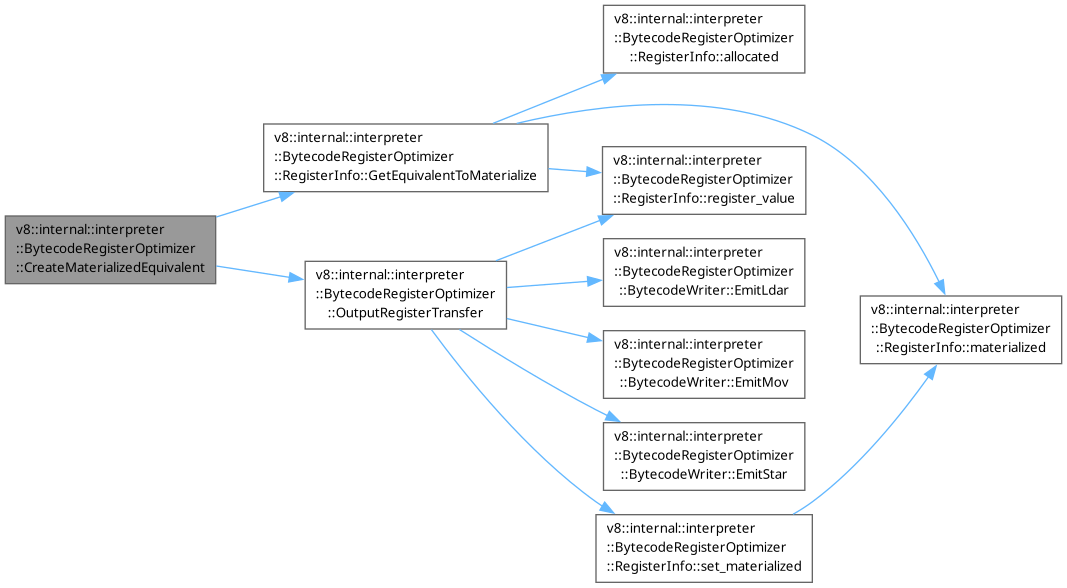 v8::internal::interpreter
::BytecodeRegisterOptimizer
::CreateMaterializedEquivalent
v8::internal::interpreter
::BytecodeRegisterOptimizer
::RegisterInfo::GetEquivalentToMaterialize
v8::internal::interpreter
::BytecodeRegisterOptimizer
::OutputRegisterTransfer
v8::internal::interpreter
::BytecodeRegisterOptimizer
::RegisterInfo::allocated
v8::internal::interpreter
::BytecodeRegisterOptimizer
::RegisterInfo::register_value
v8::internal::interpreter
::BytecodeRegisterOptimizer
::BytecodeWriter::EmitLdar
v8::internal::interpreter
::BytecodeRegisterOptimizer
::BytecodeWriter::EmitMov
v8::internal::interpreter
::BytecodeRegisterOptimizer
::BytecodeWriter::EmitStar
v8::internal::interpreter
::BytecodeRegisterOptimizer
::RegisterInfo::set_materialized
v8::internal::interpreter
::BytecodeRegisterOptimizer
::RegisterInfo::materialized